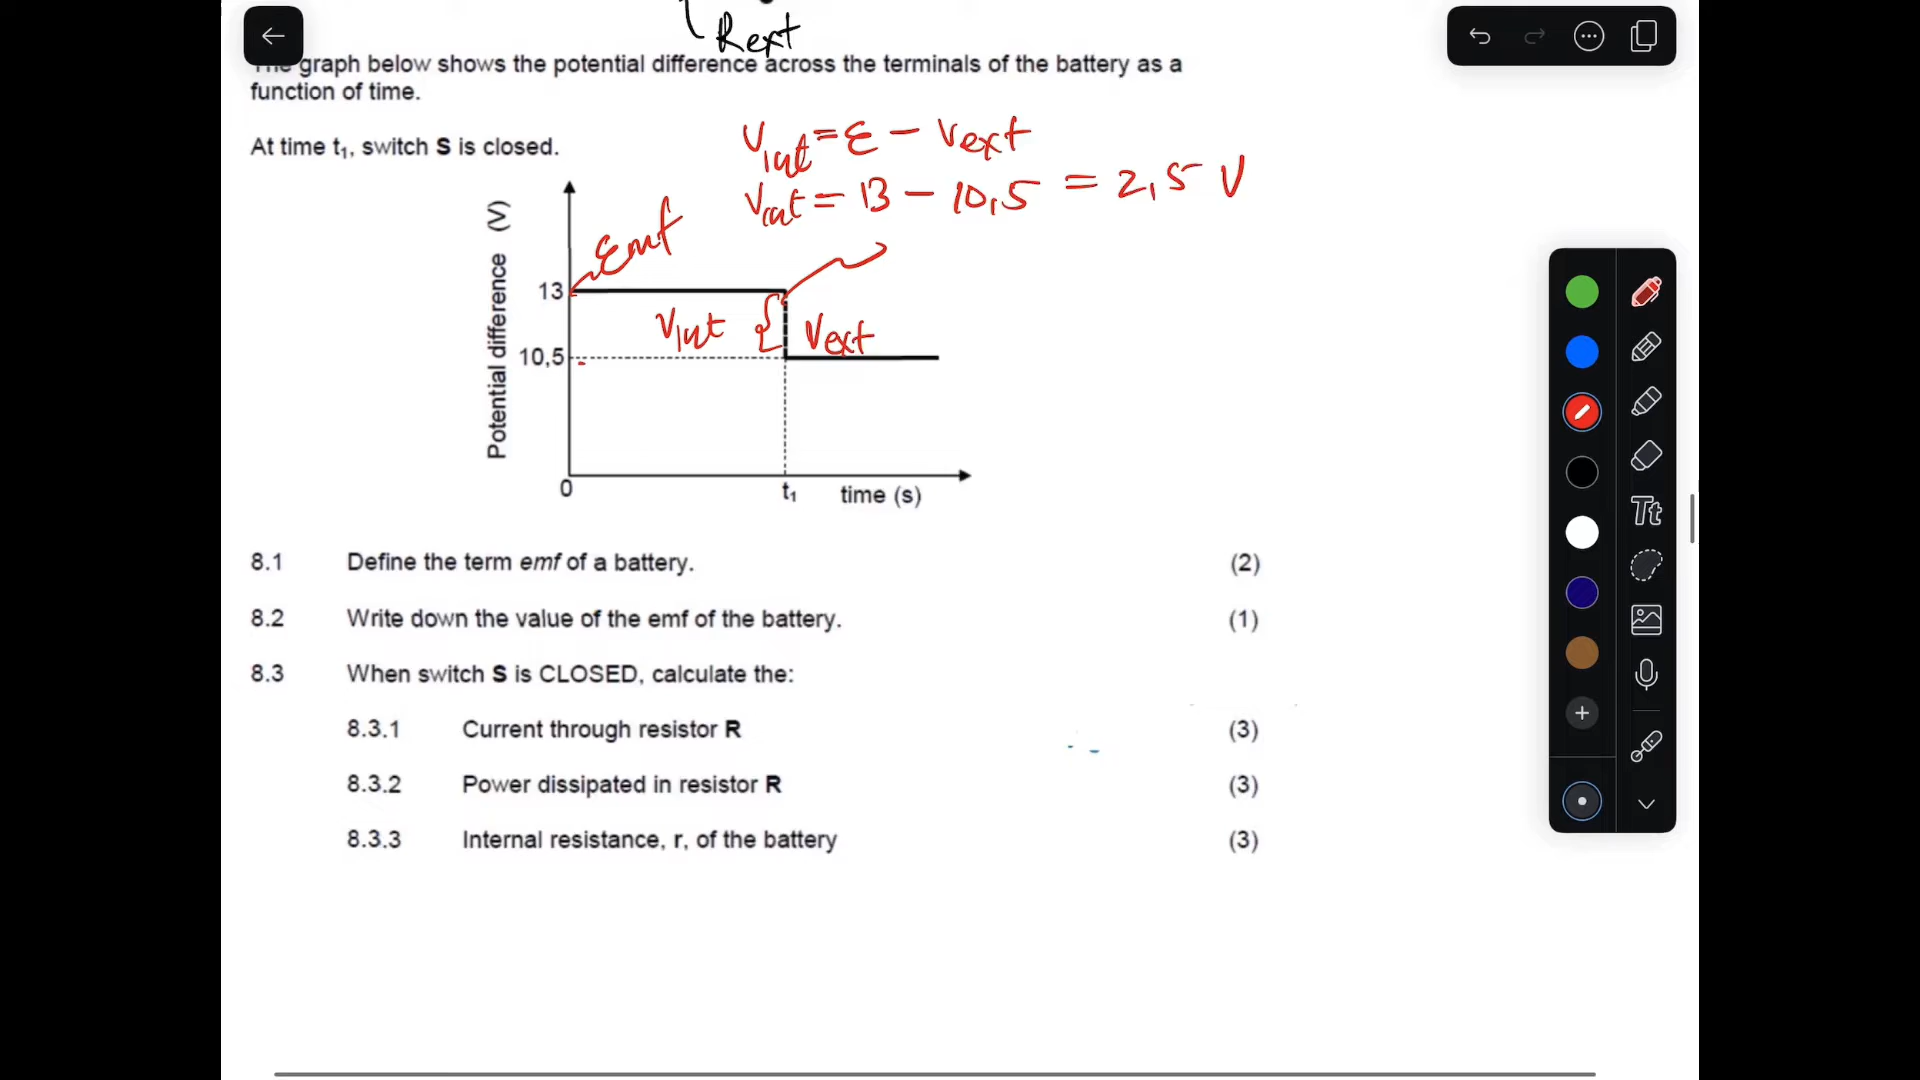 Rext
The graph below shows the potential difference across the terminals of the battery as a
function of time.
At time t₁, switch S is closed.
Vint = Ɛ - Vext
Vint = 13 - 10,5 = 2,5 V
Emf
Potential difference (V)
13
Vint { Vext
10,5
0
t₁ time (s)
8.1 Define the term emf of a battery. (2)
8.2 Write down the value of the emf of the battery. (1)
8.3 When switch S is CLOSED, calculate the:
8.3.1 Current through resistor R (3)
8.3.2 Power dissipated in resistor R (3)
8.3.3 Internal resistance, r, of the battery (3)
Tt